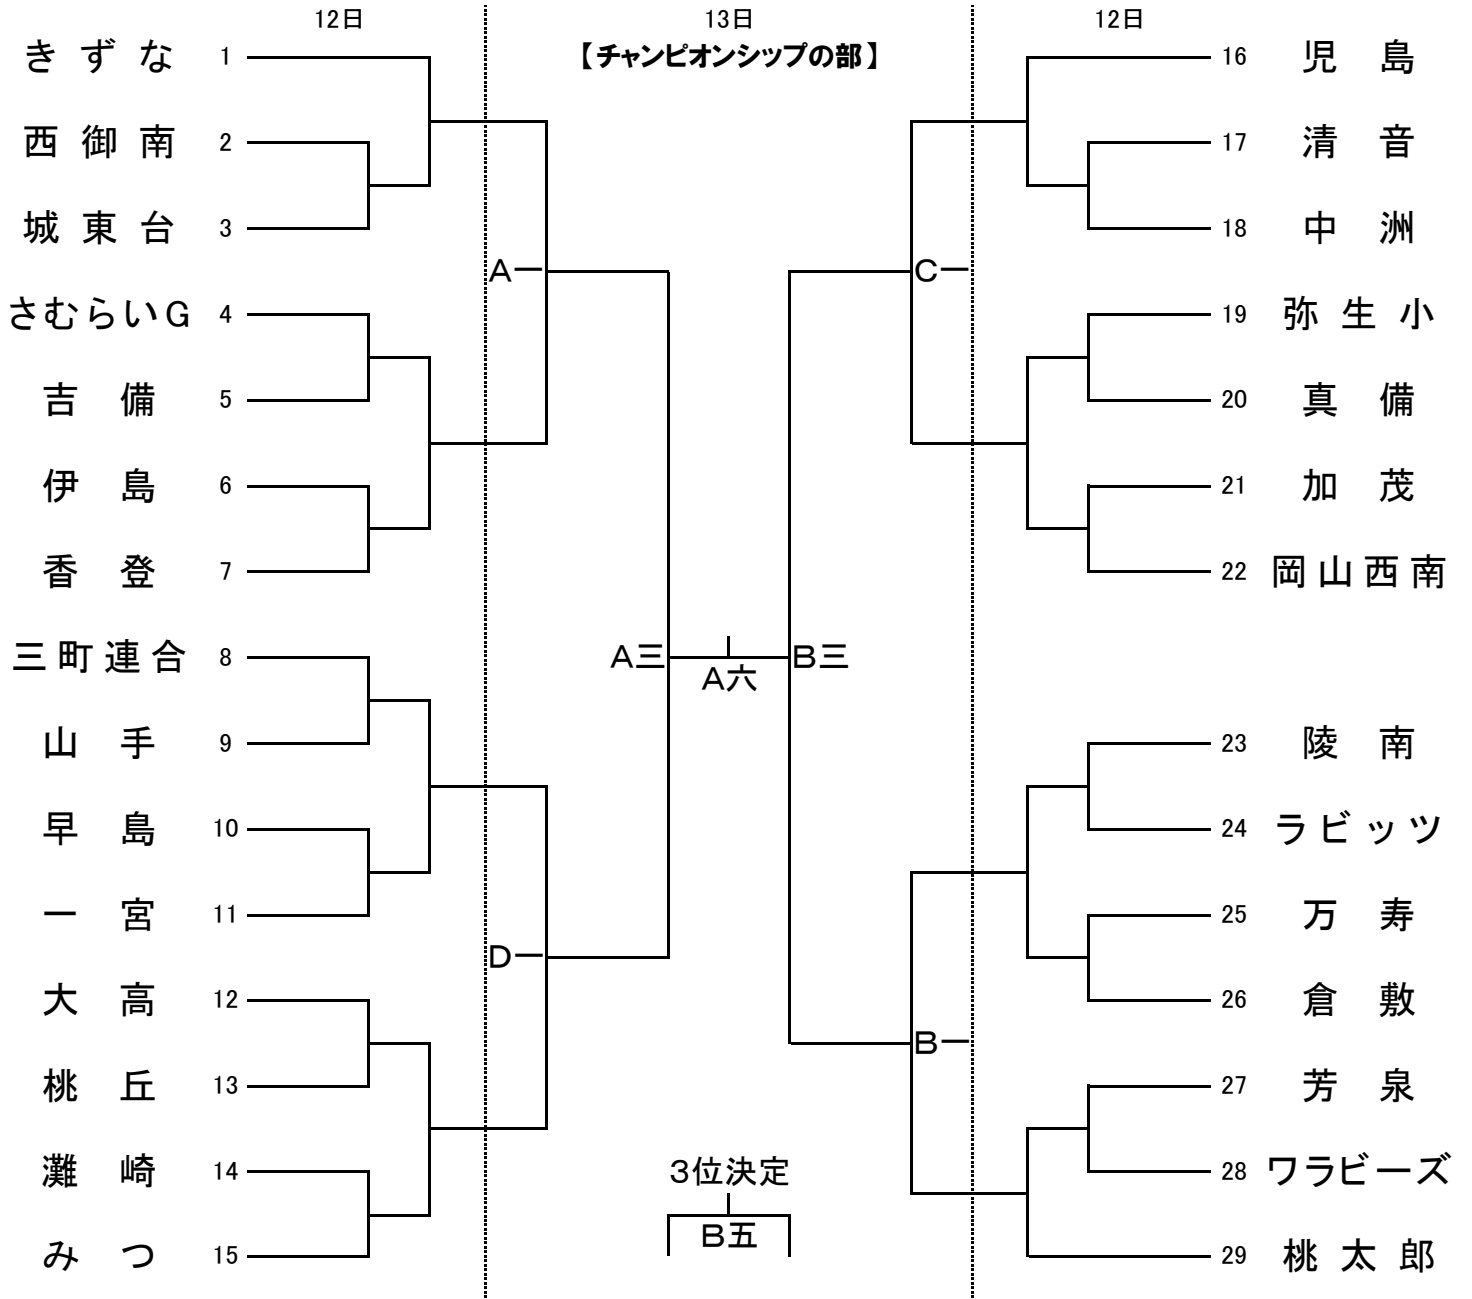 12日 13日 12日
【チャンピオンシップの部】
きずな 1
西御南 2
城東台 3
さむらいG 4
吉備 5
伊島 6
香登 7
三町連合 8
山手 9
早島 10
一宮 11
大高 12
桃丘 13
灘崎 14
みつ 15
A一
D一
A三
A六
B三
3位決定
B五
C一
B一
16 児島
17 清音
18 中洲
19 弥生小
20 真備
21 加茂
22 岡山西南
23 陵南
24 ラビッツ
25 万寿
26 倉敷
27 芳泉
28 ワラビーズ
29 桃太郎